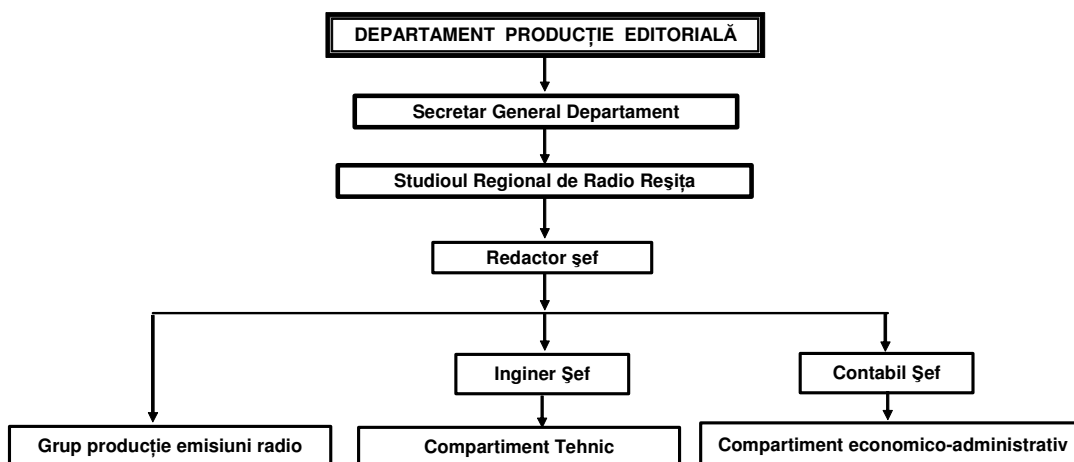 DEPARTAMENT PRODUCȚIE EDITORIALĂ
Secretar General Departament
Studioul Regional de Radio Reşița
Redactor şef
Inginer Şef
Contabil Şef
Grup producție emisiuni radio
Compartiment Tehnic
Compartiment economico-administrativ